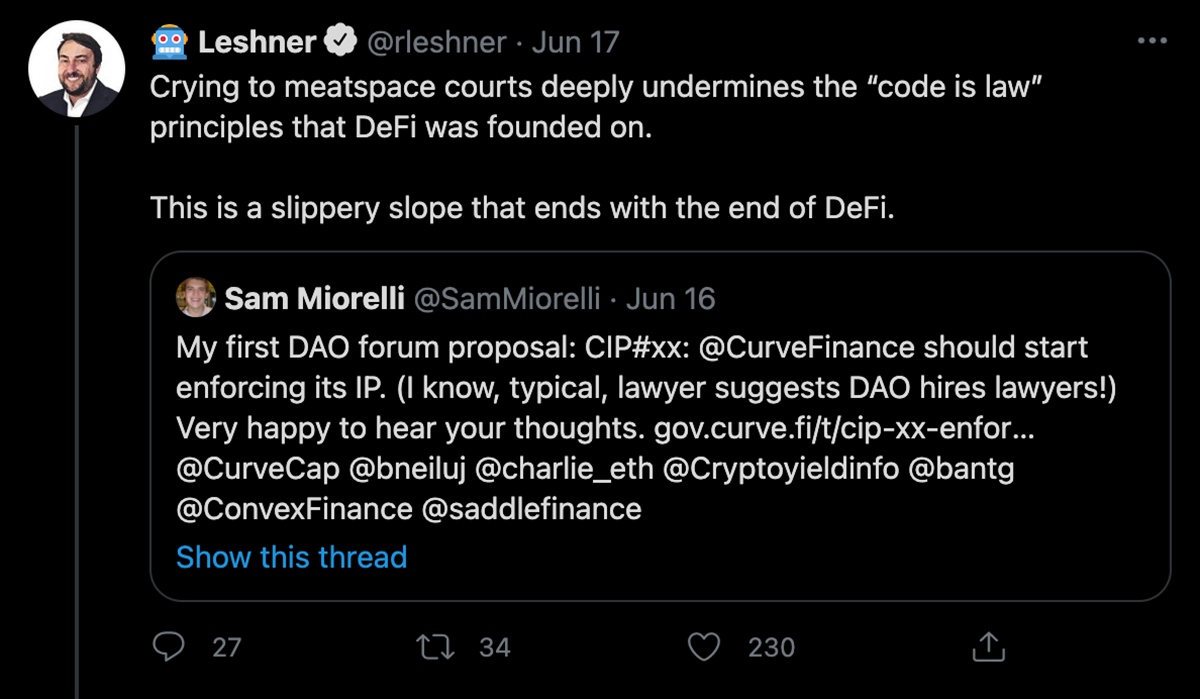 🤖 Leshner @rleshner · Jun 17
Crying to meatspace courts deeply undermines the “code is law”
principles that DeFi was founded on.
This is a slippery slope that ends with the end of DeFi.
Sam Miorelli @SamMiorelli · Jun 16
My first DAO forum proposal: CIP#xx: @CurveFinance should start
enforcing its IP. (I know, typical, lawyer suggests DAO hires lawyers!)
Very happy to hear your thoughts. gov.curve.fi/t/cip-xx-enfor...
@CurveCap @bneiluj @charlie_eth @Cryptoyieldinfo @bantg
@ConvexFinance @saddlefinance
Show this thread
27 34 230